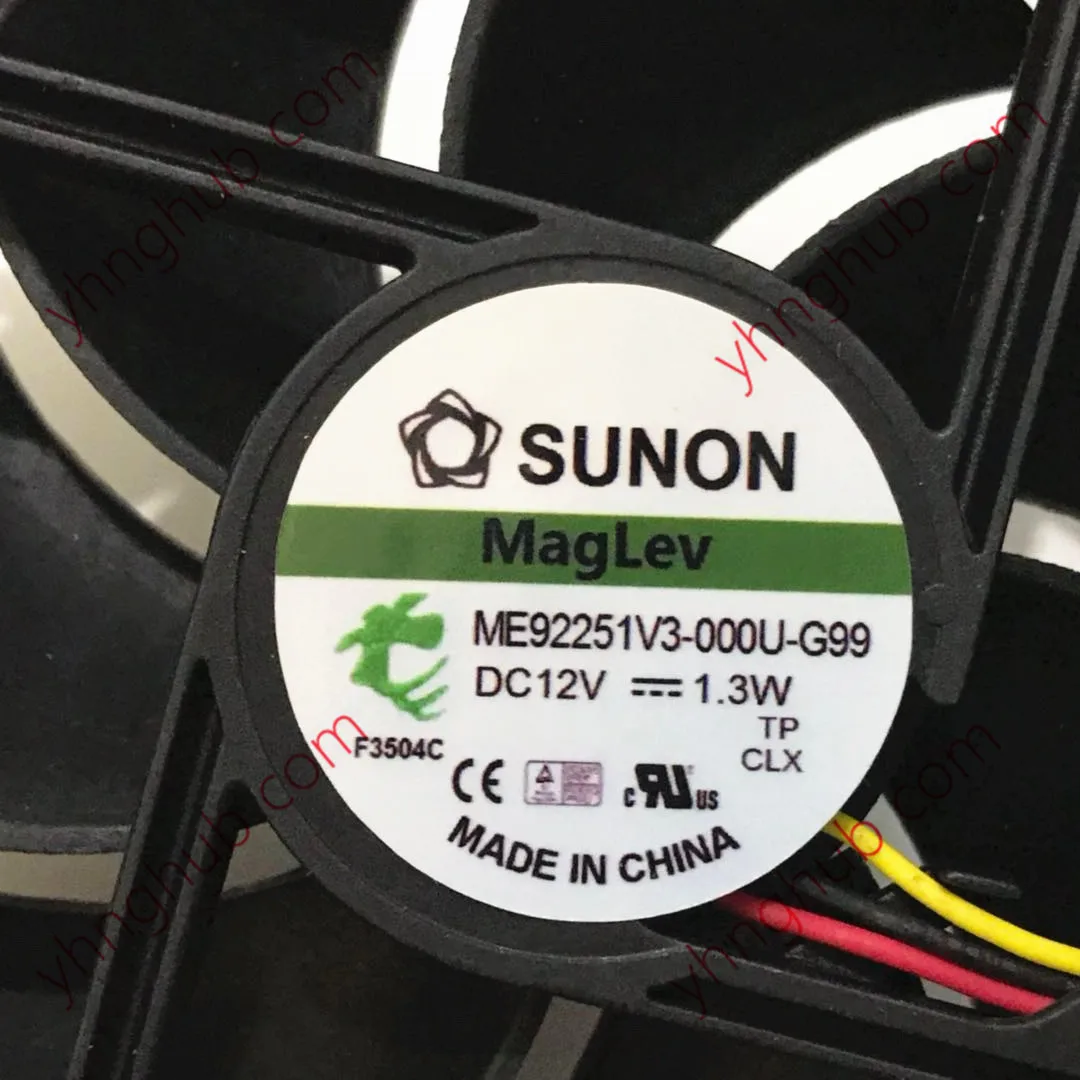 yhnghub com
yhnghub com
SUNON
MagLev
ME92251V3-000U-G99
DC12V ⎓ 1.3W
TP
F3504C
CLX
CE
c RU US
MADE IN CHINA
yhnghub com
yhnghub com